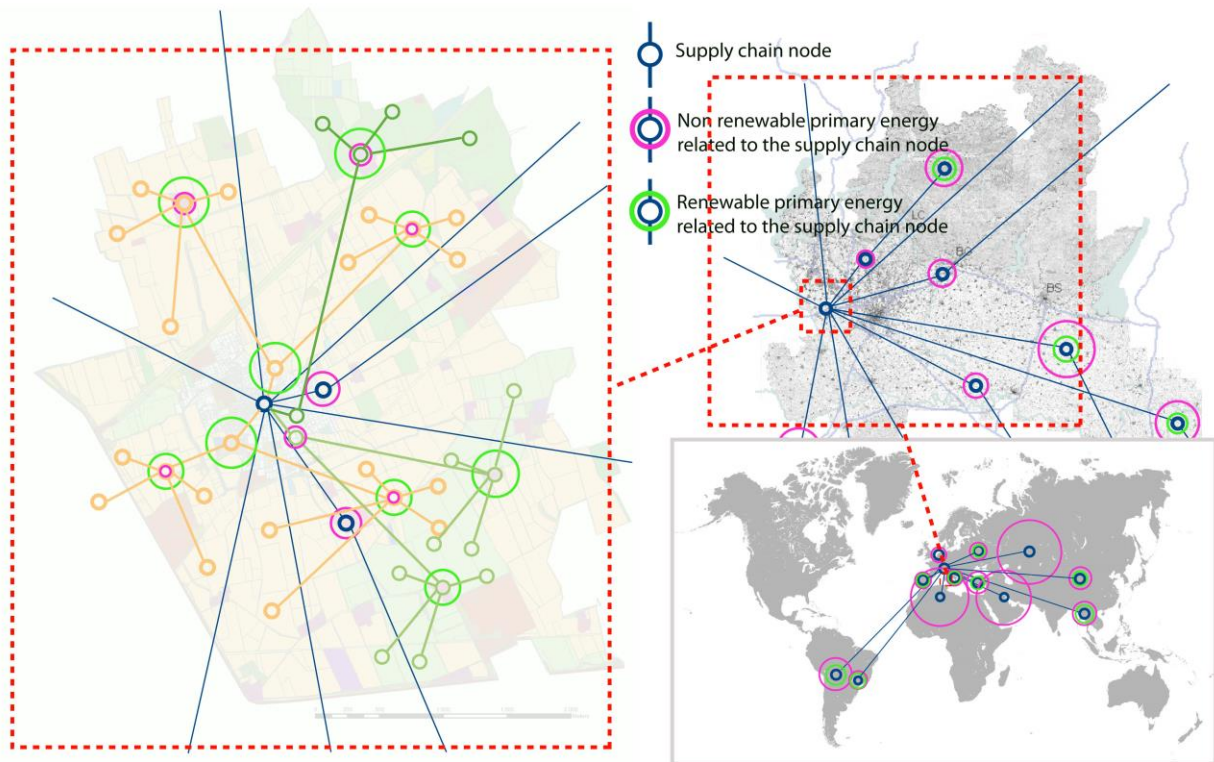 Supply chain node
Non renewable primary energy
related to the supply chain node
Renewable primary energy
related to the supply chain node
LC
BG
BS